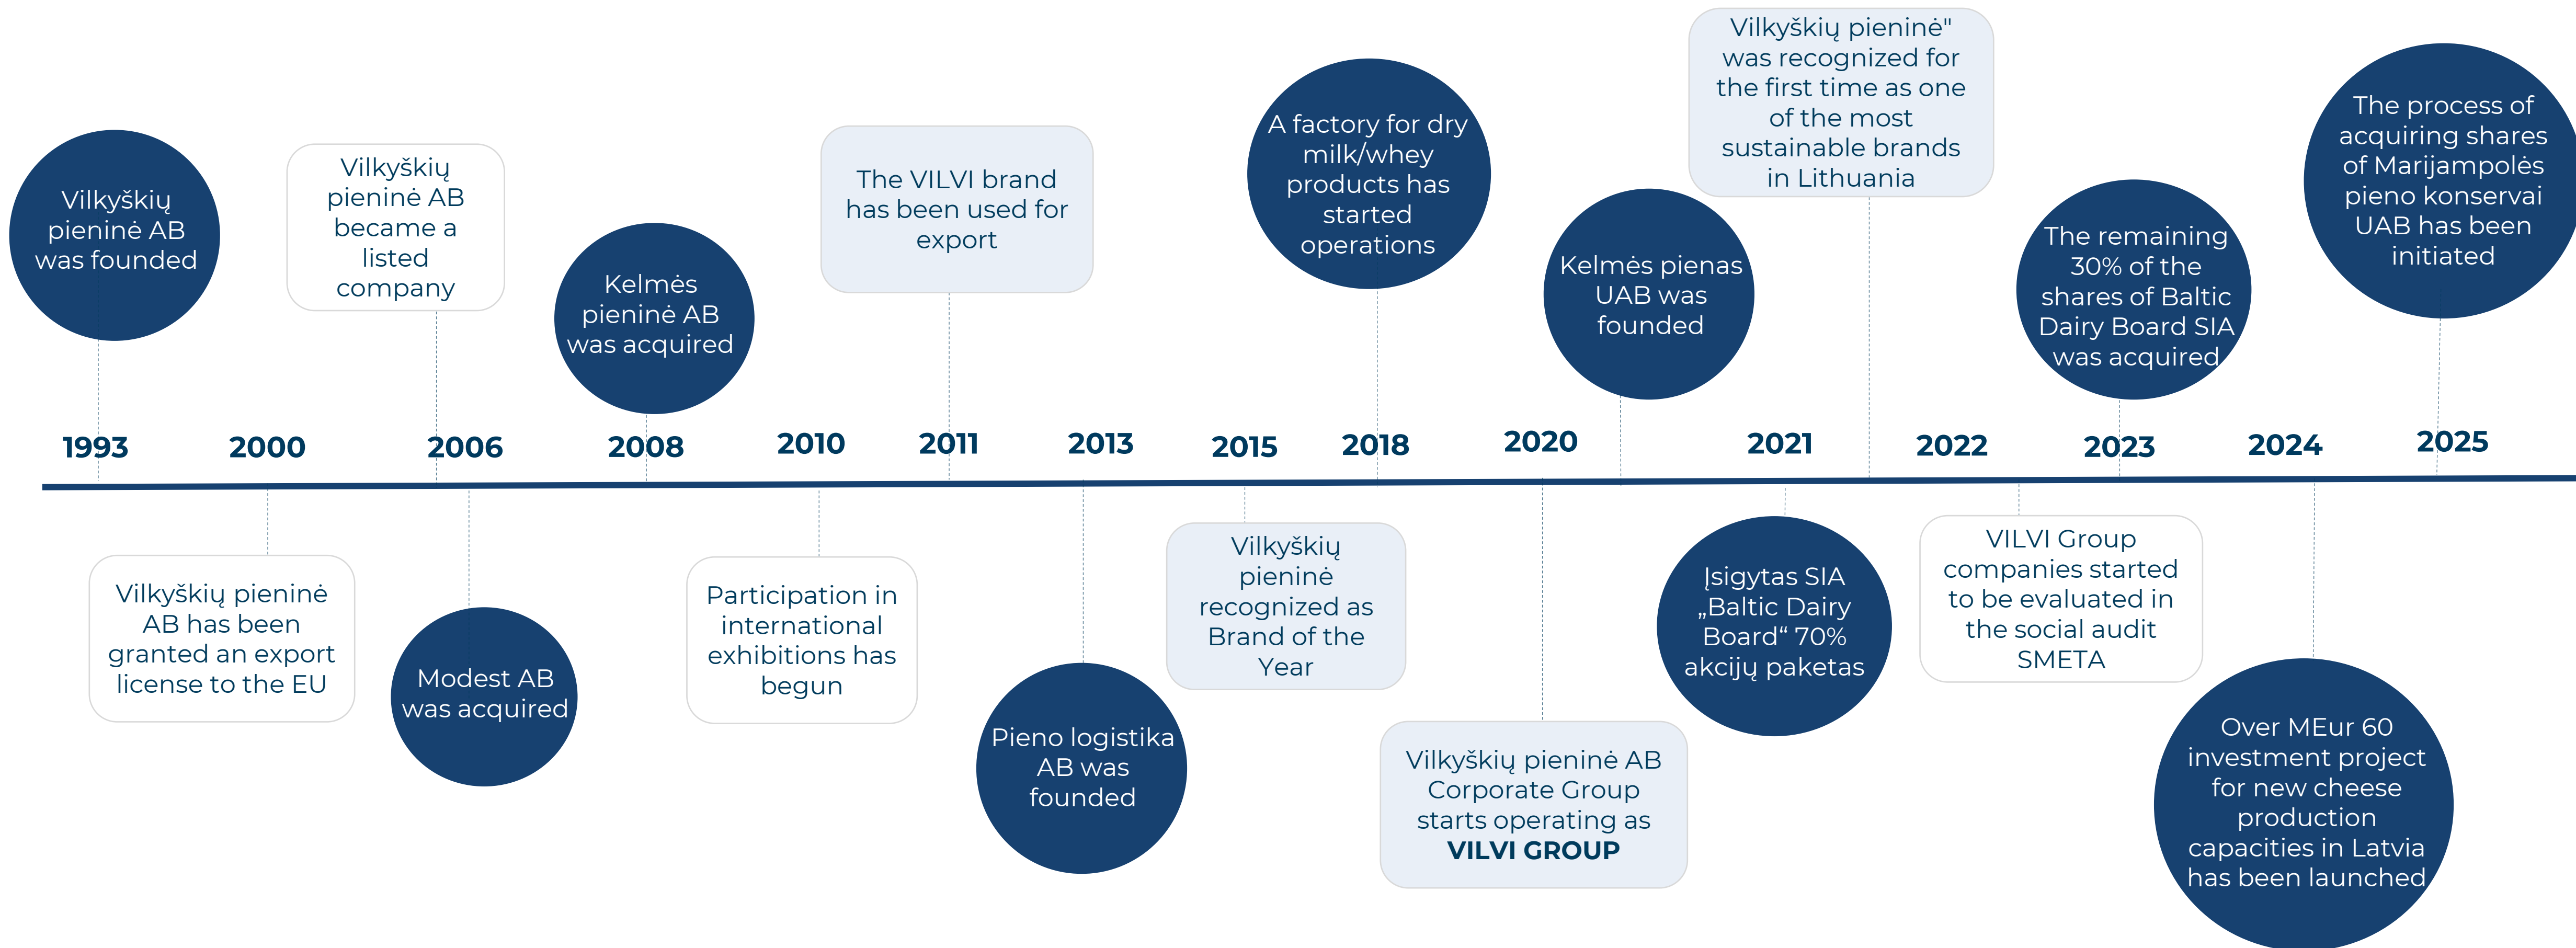 Vilkyškių
pieninė AB
was founded
Vilkyškių
pieninė AB
became a
listed
company
Kelmės
pieninė AB
was acquired
The VILVI brand
has been used for
export
A factory for dry
milk/whey
products has
started
operations
Kelmės pienas
UAB was
founded
Vilkyškių pieninė"
was recognized for
the first time as one
of the most
sustainable brands
in Lithuania
The remaining
30% of the
shares of Baltic
Dairy Board SIA
was acquired
The process of
acquiring shares
of Marijampolės
pieno konservai
UAB has been
initiated
1993 2000 2006 2008 2010 2011 2013 2015 2018 2020 2021 2022 2023 2024 2025
Vilkyškių pieninė
AB has been
granted an export
license to the EU
Modest AB
was acquired
Participation in
international
exhibitions has
begun
Pieno logistika
AB was
founded
Vilkyškių
pieninė
recognized as
Brand of the
Year
Vilkyškių pieninė AB
Corporate Group
starts operating as
VILVI GROUP
Įsigytas SIA
„Baltic Dairy
Board“ 70%
akcijų paketas
VILVI Group
companies started
to be evaluated in
the social audit
SMETA
Over MEur 60
investment project
for new cheese
production
capacities in Latvia
has been launched